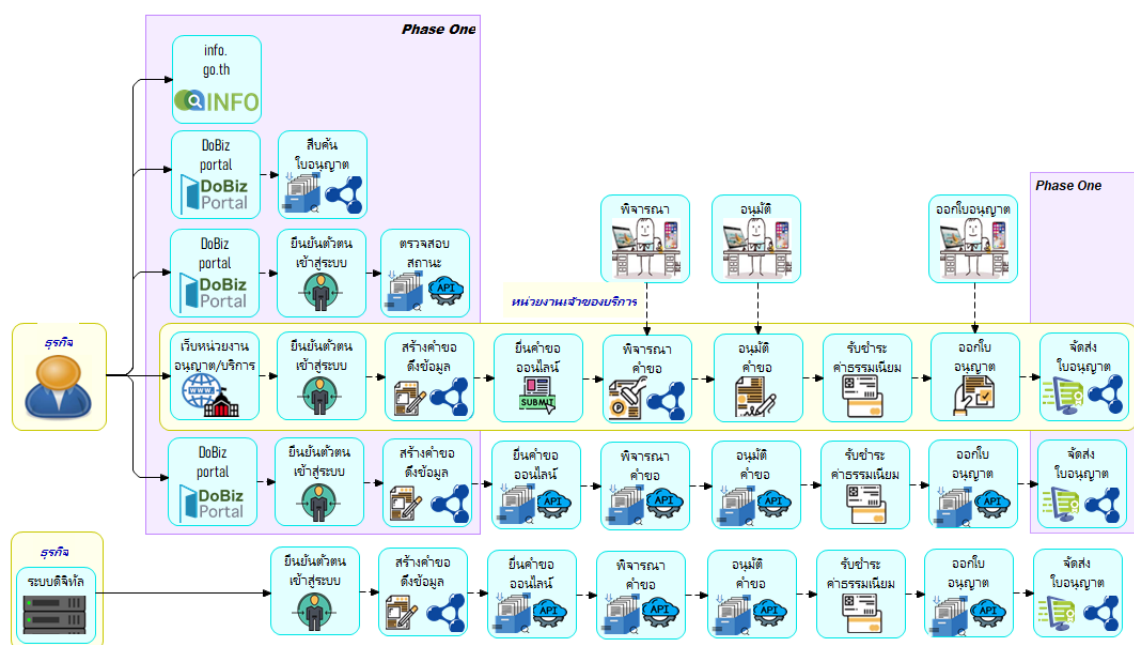 Phase One
info.
go.th
INFO
DoBiz
portal
DoBiz
Portal
สืบค้น
ใบอนุญาต
Phase One
DoBiz
portal
DoBiz
Portal
ยืนยันตัวตน
เข้าสู่ระบบ
ตรวจสอบ
สถานะ
API
พิจารณา
อนุมัติ
ออกใบอนุญาต
หน่วยงานเจ้าของบริการ
ธุรกิจ
เว็บหน่วยงาน
อนุญาต/บริการ
WWW
ยืนยันตัวตน
เข้าสู่ระบบ
สร้างคำขอ
ดึงข้อมูล
ยื่นคำขอ
ออนไลน์
SUBMIT
พิจารณา
คำขอ
อนุมัติ
คำขอ
รับชำระ
ค่าธรรมเนียม
ออกใบ
อนุญาต
จัดส่ง
ใบอนุญาต
DoBiz
portal
DoBiz
Portal
ยืนยันตัวตน
เข้าสู่ระบบ
สร้างคำขอ
ดึงข้อมูล
ยื่นคำขอ
ออนไลน์
API
พิจารณา
คำขอ
API
อนุมัติ
คำขอ
API
รับชำระ
ค่าธรรมเนียม
ออกใบ
อนุญาต
API
จัดส่ง
ใบอนุญาต
ธุรกิจ
ระบบดิจิทัล
ยืนยันตัวตน
เข้าสู่ระบบ
สร้างคำขอ
ดึงข้อมูล
ยื่นคำขอ
ออนไลน์
API
พิจารณา
คำขอ
API
อนุมัติ
คำขอ
API
รับชำระ
ค่าธรรมเนียม
ออกใบ
อนุญาต
API
จัดส่ง
ใบอนุญาต